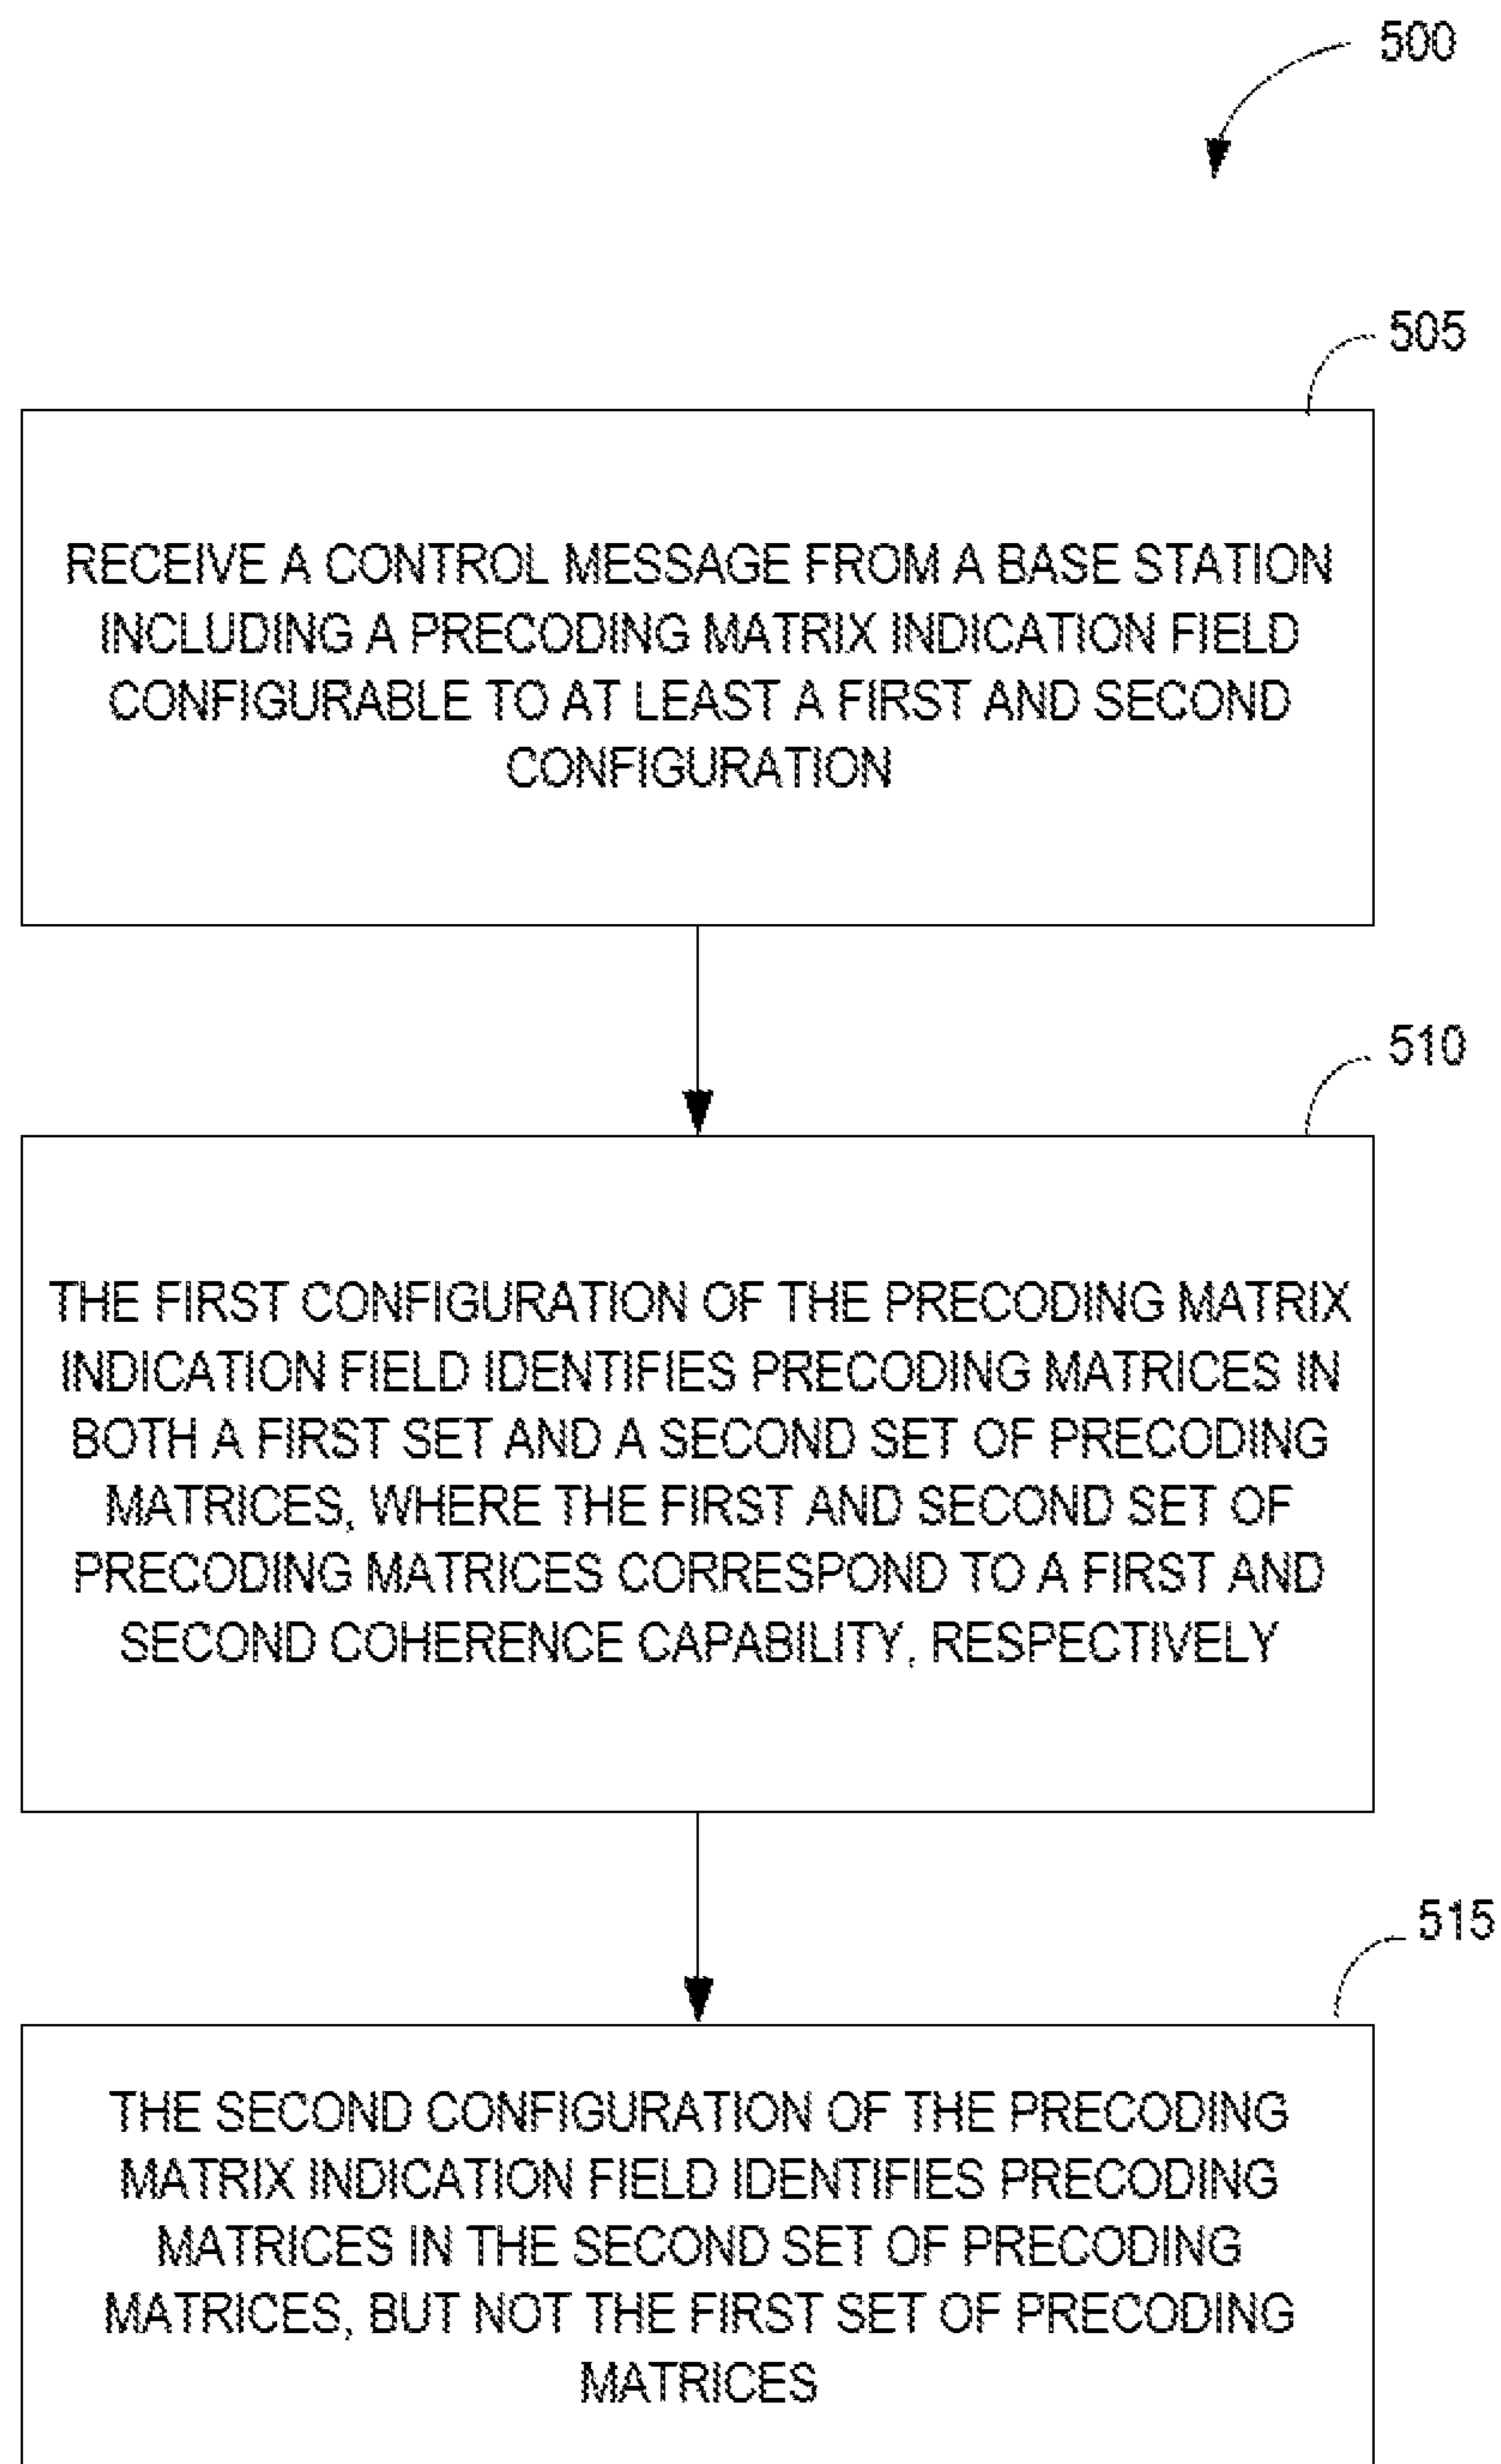 500
505
RECEIVE A CONTROL MESSAGE FROM A BASE STATION
INCLUDING A PRECODING MATRIX INDICATION FIELD
CONFIGURABLE TO AT LEAST A FIRST AND SECOND
CONFIGURATION
510
THE FIRST CONFIGURATION OF THE PRECODING MATRIX
INDICATION FIELD IDENTIFIES PRECODING MATRICES IN
BOTH A FIRST SET AND A SECOND SET OF PRECODING
MATRICES, WHERE THE FIRST AND SECOND SET OF
PRECODING MATRICES CORRESPOND TO A FIRST AND
SECOND COHERENCE CAPABILITY, RESPECTIVELY
515
THE SECOND CONFIGURATION OF THE PRECODING
MATRIX INDICATION FIELD IDENTIFIES PRECODING
MATRICES IN THE SECOND SET OF PRECODING
MATRICES, BUT NOT THE FIRST SET OF PRECODING
MATRICES